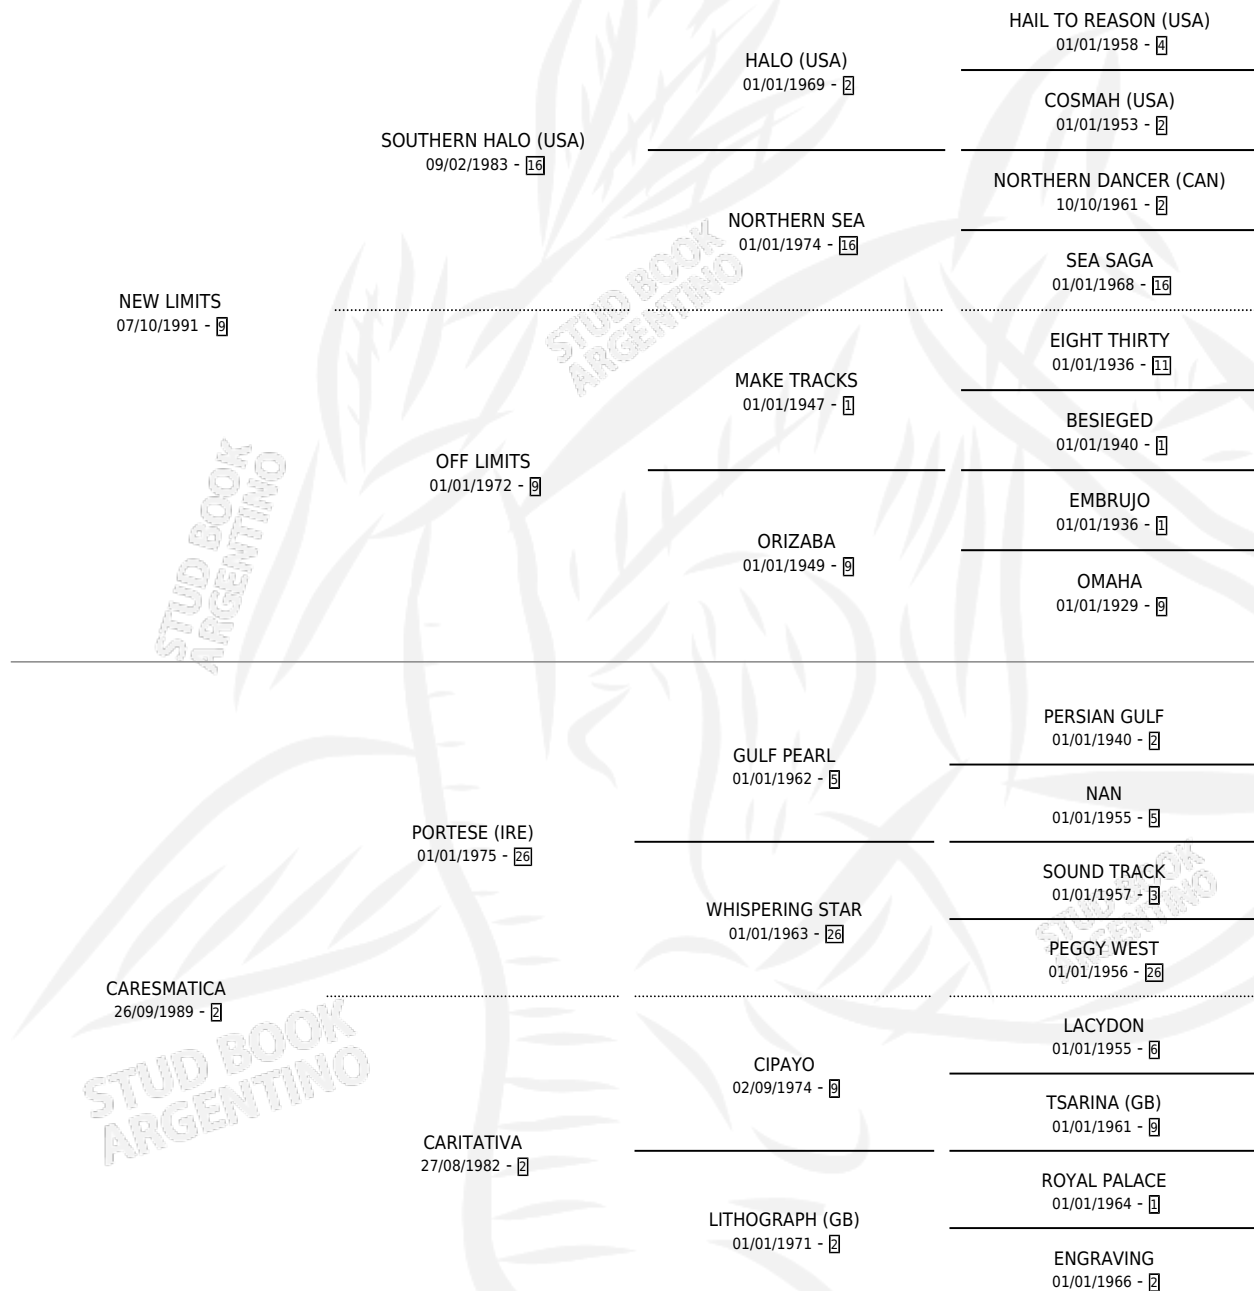 HAIL TO REASON (USA)
01/01/1958 - 4
HALO (USA)
01/01/1969 - 2
COSMAH (USA)
01/01/1953 - 2
SOUTHERN HALO (USA)
09/02/1983 - 16
NORTHERN DANCER (CAN)
10/10/1961 - 2
NORTHERN SEA
01/01/1974 - 16
SEA SAGA
01/01/1968 - 16
NEW LIMITS
07/10/1991 - 9
STUD BOOK
ARGENTINO
EIGHT THIRTY
01/01/1936 - 11
MAKE TRACKS
01/01/1947 - 1
BESIEGED
01/01/1940 - 1
OFF LIMITS
01/01/1972 - 9
EMBRUJO
01/01/1936 - 1
ORIZABA
01/01/1949 - 9
OMAHA
01/01/1929 - 9
STUD BOOK
ARGENTINO
PERSIAN GULF
01/01/1940 - 2
GULF PEARL
01/01/1962 - 5
NAN
01/01/1955 - 5
PORTESE (IRE)
01/01/1975 - 26
SOUND TRACK
01/01/1957 - 3
WHISPERING STAR
01/01/1963 - 26
STUD BOOK
ARGENTINO
PEGGY WEST
01/01/1956 - 26
CARESMATICA
26/09/1989 - 2
STUD BOOK
ARGENTINO
LACYDON
01/01/1955 - 6
CIPAYO
02/09/1974 - 9
TSARINA (GB)
01/01/1961 - 9
CARITATIVA
27/08/1982 - 2
ROYAL PALACE
01/01/1964 - 1
LITHOGRAPH (GB)
01/01/1971 - 2
ENGRAVING
01/01/1966 - 2